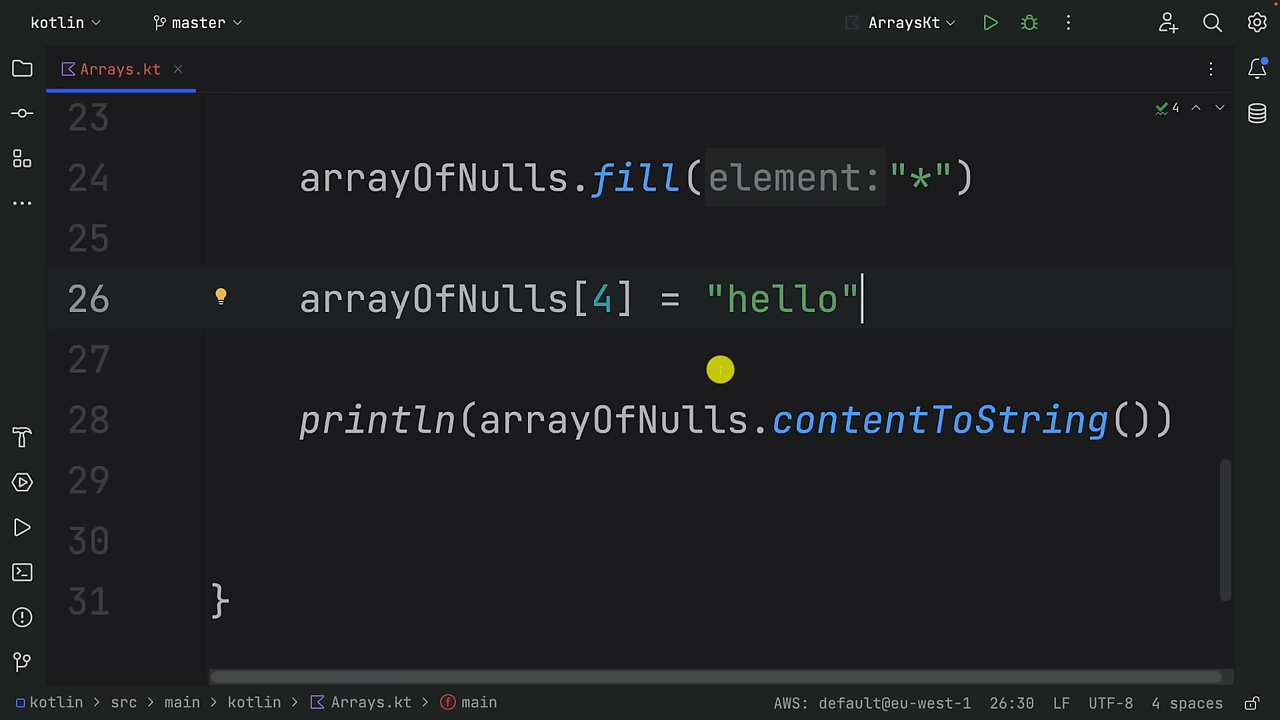 kotlin master ArraysKt
Arrays.kt
4
23
24 arrayOfNulls.fill(element:"*")
25
26 arrayOfNulls[4] = "hello"
27
28 println(arrayOfNulls.contentToString())
29
30
31 }
kotlin > src > main > kotlin > Arrays.kt > main AWS: default@eu-west-1 26:30 LF UTF-8 4 spaces